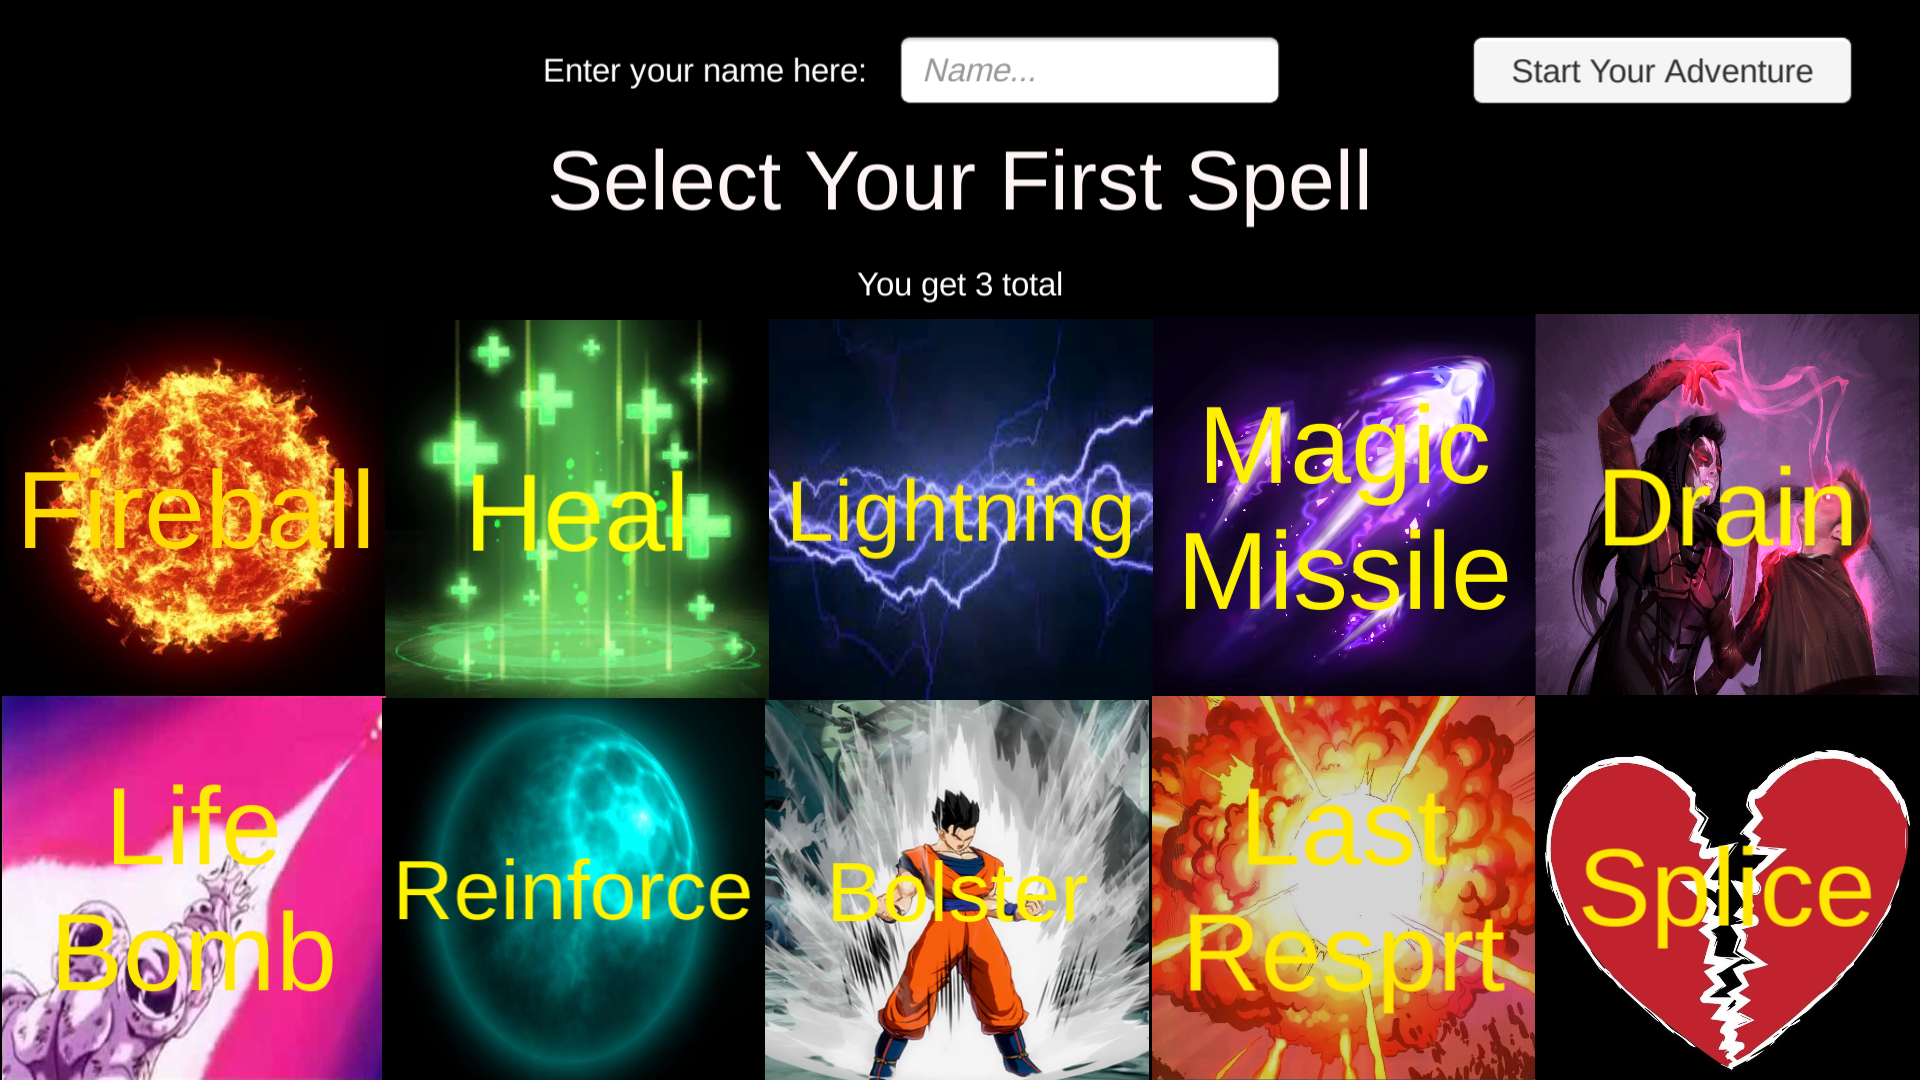 Enter your name here:
Name...
Start Your Adventure
Select Your First Spell
You get 3 total
Fireball
Heal
Lightning
Magic
Missile
Drain
Life
Bomb
Reinforce
Bolster
Last
Resprt
Splice